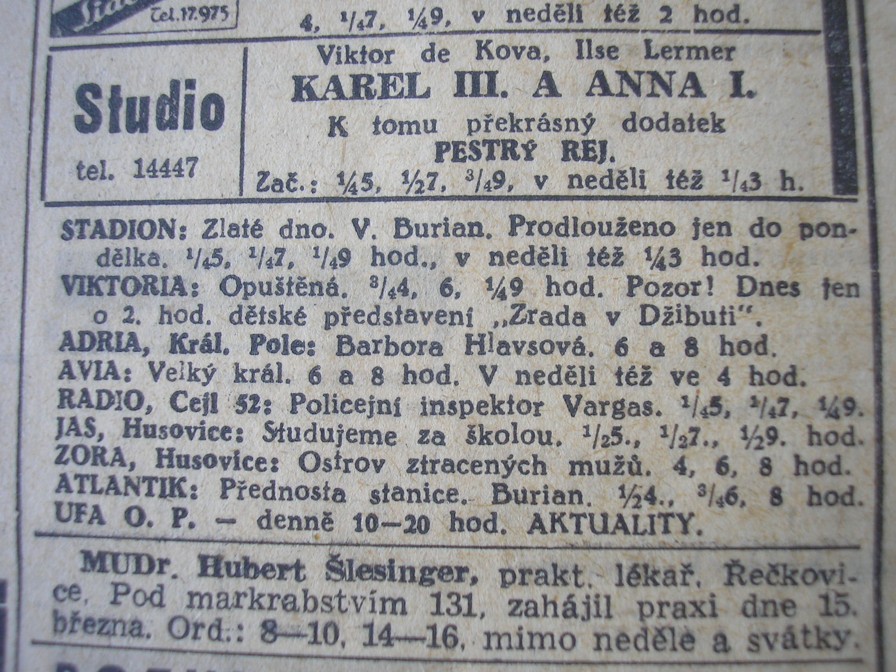 Tel. 17.975
4, ¹/₄7, ¼9, v neděli též 2 hod.
Studio
tel. 14447
Viktor de Kova, Ilse Lermer
KAREL III. A ANNA I.
K tomu překrásný dodatek
PESTRÝ REJ.
Zač.: ¼5, ½7, ³/₄9, v neděli též ¹/₄3 h.
STADION: Zlaté dno. V. Burian. Prodlouženo jen do pon-
dělka. ¹/₄5, ¹/₄7, ¹/₄9 hod., v neděli též ¼3 hod.
VIKTORIA: Opuštěná. ³/₄4, 6, ¼9 hod. Pozor! Dnes jen
o 2. hod. dětské představení „Zrada v Džibuti“.
ADRIA, Král. Pole: Barbora Hlavsová. 6 a 8 hod.
AVIA: Velký král. 6 a 8 hod. V neděli též ve 4 hod.
RADIO, Cejl 52: Policejní inspektor Vargas. ¹/₄5, ¹/₄7, ¼9.
JAS, Husovice: Studujeme za školou. ¹/₂5., ¹/₂7., ½9. hod.
ZORA, Husovice: Ostrov ztracených mužů. 4, 6, 8 hod.
ATLANTIK: Přednosta stanice. Burian. ½4., ³/₄6, 8 hod.
UFA O. P. — denně 10—20 hod. AKTUALITY.
MUDr. Hubert Šlesinger, prakt. lékař, Řečkovi-
ce, Pod markrabstvím 131, zahájil praxi dne 15.
března. Ord.: 8—10, 14—16, mimo neděle a svátky.